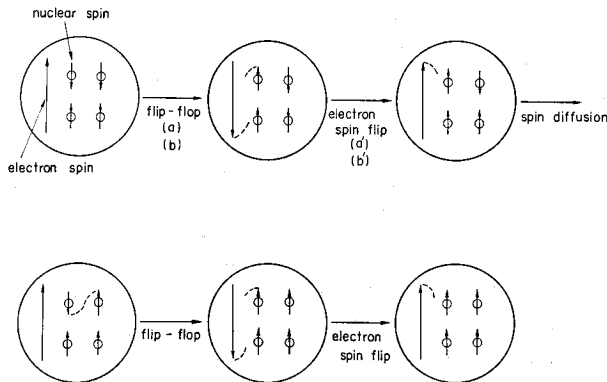 nuclear spin
electron spin
flip-flop
(a)
(b)
electron
spin flip
(a')
(b')
spin diffusion
flip-flop
electron
spin flip